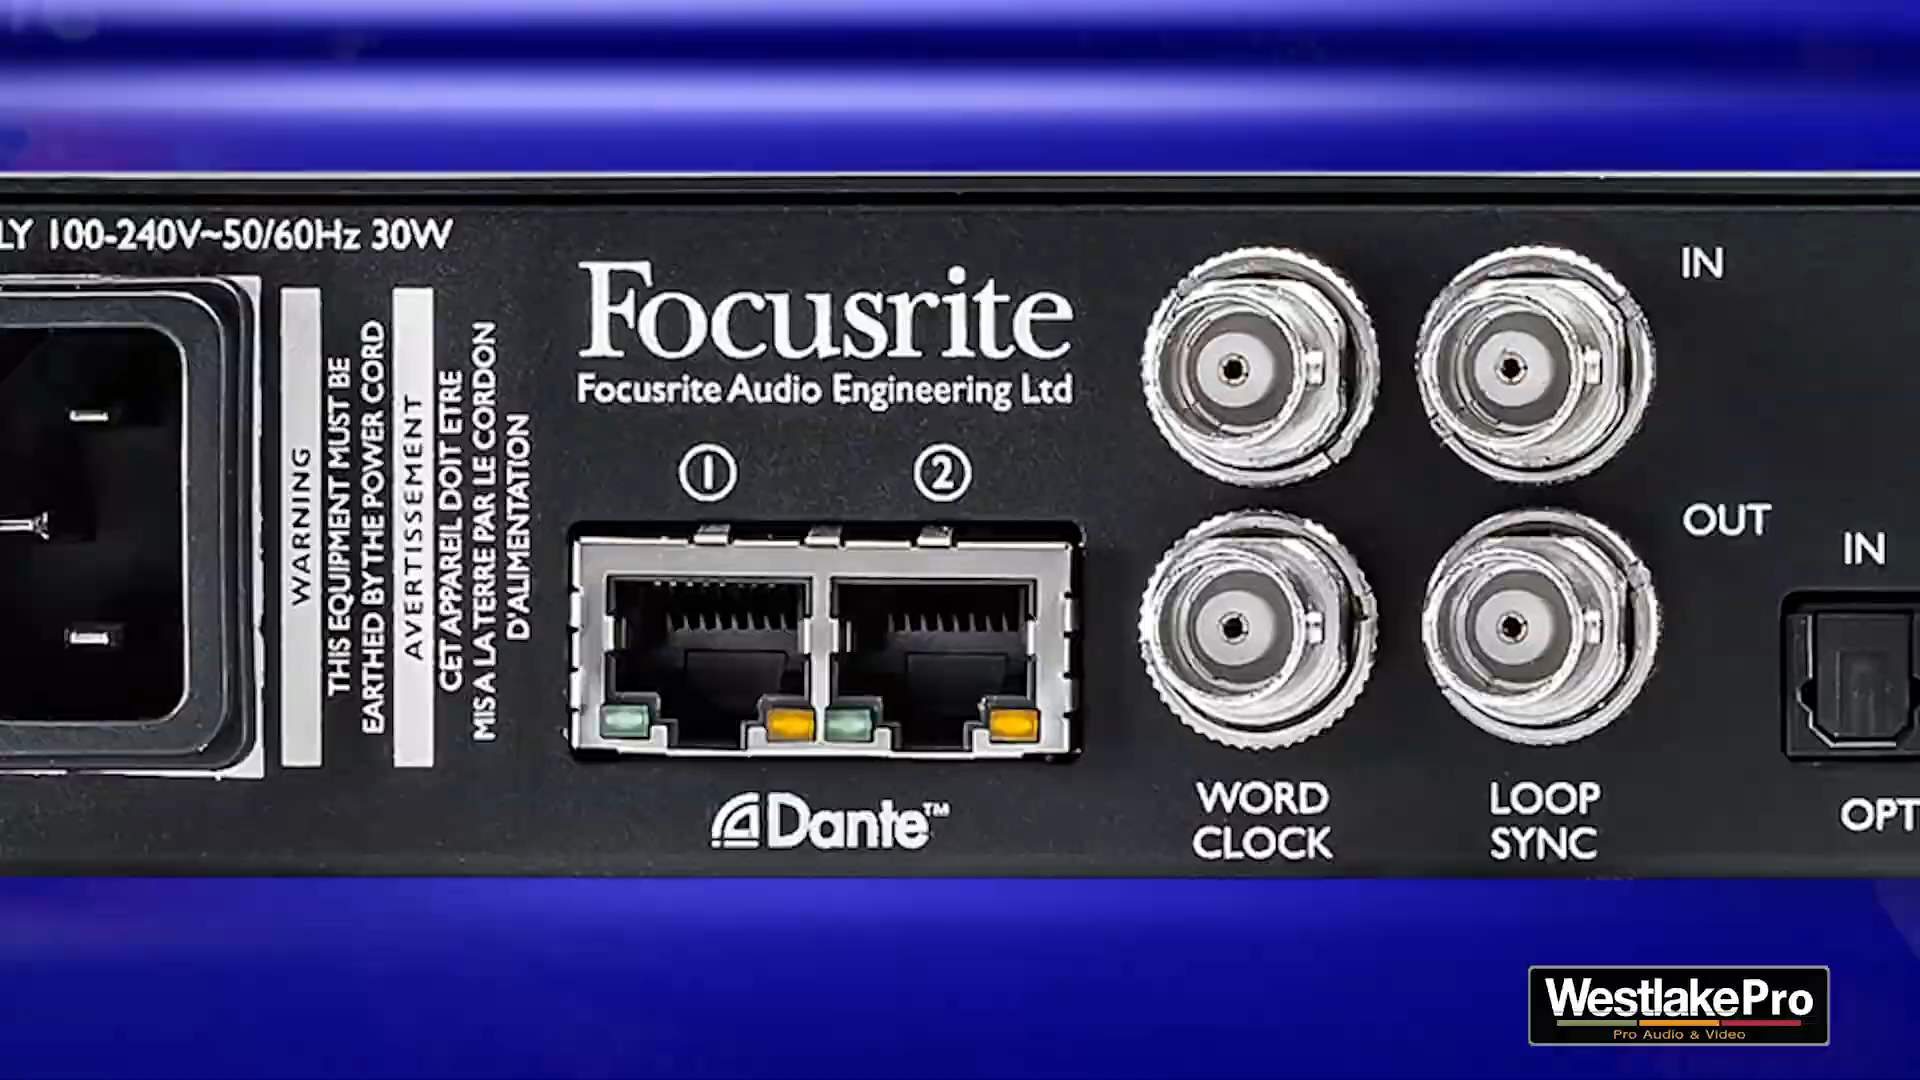 LY 100-240V~50/60Hz 30W
WARNING
THIS EQUIPMENT MUST BE
EARTHED BY THE POWER CORD
AVERTISSEMENT
CET APPAREIL DOIT ETRE
MIS A LA TERRE PAR LE CORDON
D'ALIMENTATION
Focusrite
Focusrite Audio Engineering Ltd
1 2
Dante™
IN
OUT
WORD
CLOCK
LOOP
SYNC
IN
OPT
WestlakePro
Pro Audio & Video